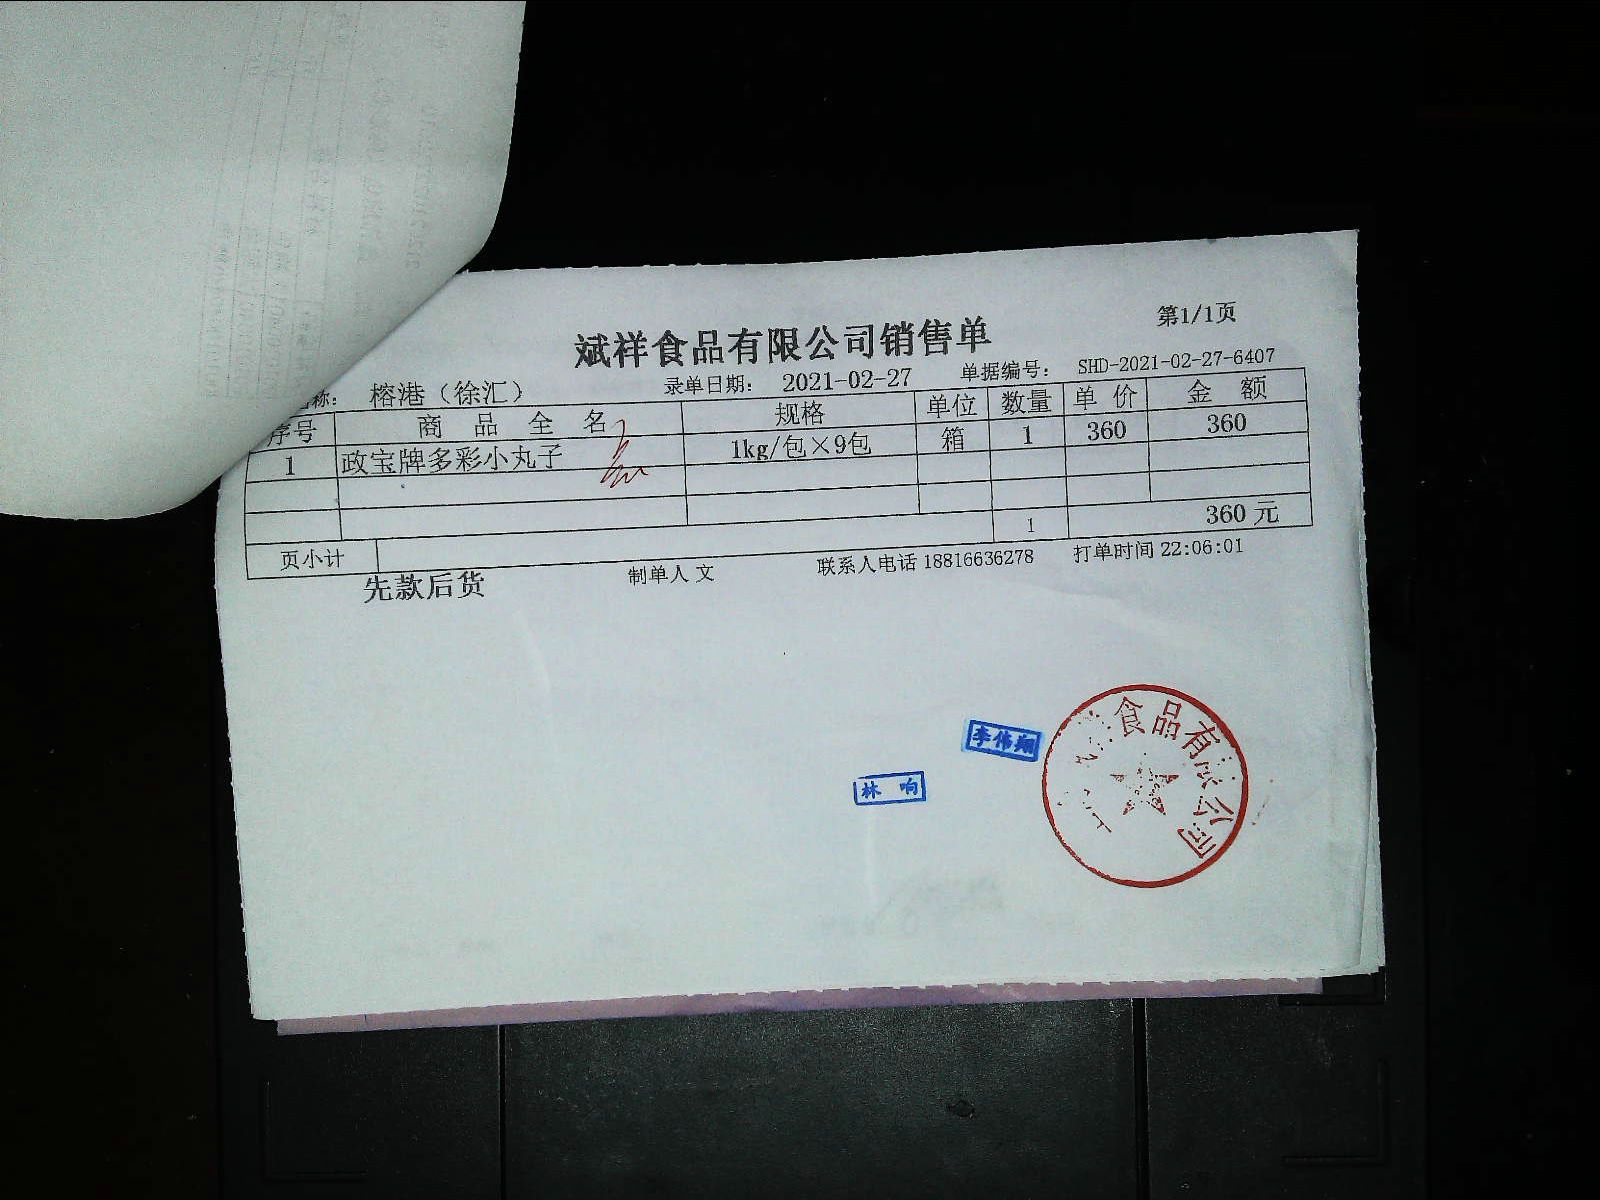 第1/1页
斌祥食品有限公司销售单
称: 榕港（徐汇） 录单日期: 2021-02-27 单据编号: SHD-2021-02-27-6407
序号 商品全名 规格 单位 数量 单价 金额
1 政宝牌多彩小丸子 1kg/包×9包 箱 1 360 360
页小计 1 360元
先款后货 制单人 文 联系人电话 18816636278 打单时间 22:06:01
食品有限公司
李伟翔
林响